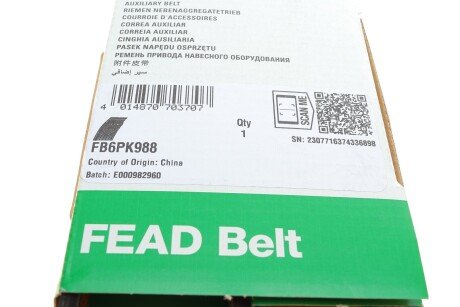 AUXILIARY BELT
RIEMEN NEBENAGGREGATETRIEB
COURROIE D'ACCESSOIRES
CORREA AUXILIAR
CORREIA AUXILIAR
CINGHIA AUSILIARIA
PASEK NAPĘDU OSPRZĘTU
РЕМЕНЬ ПРИВОДА НАВЕСНОГО ОБОРУДОВАНИЯ
附件皮带
سير إضافي
4 014870 703707
Qty
1
SCAN ME
SN: 2307716374336898
FB6PK988
Country of Origin: China
Batch: E000982960
FEAD Belt